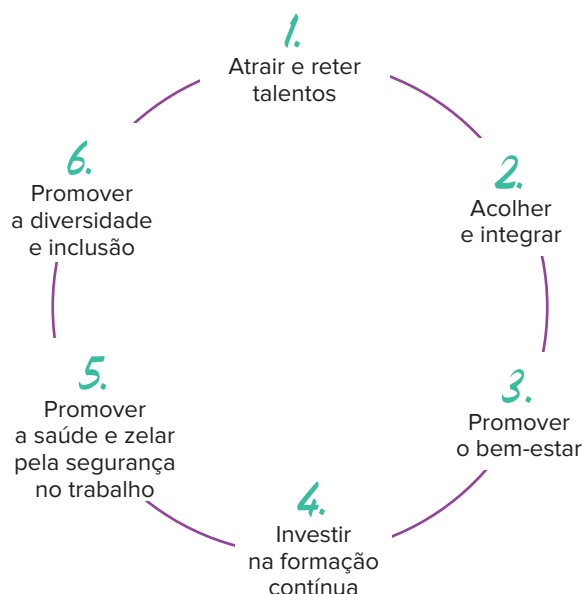 1.
Atrair e reter
talentos
2.
Acolher
e integrar
3.
Promover
o bem-estar
4.
Investir
na formação
contínua
5.
Promover
a saúde e zelar
pela segurança
no trabalho
6.
Promover
a diversidade
e inclusão